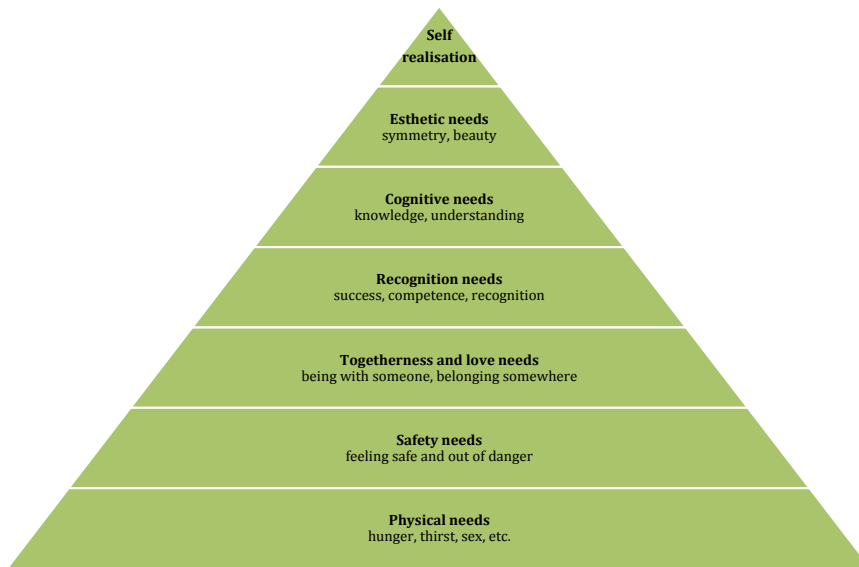 Self
realisation
Esthetic needs
symmetry, beauty
Cognitive needs
knowledge, understanding
Recognition needs
success, competence, recognition
Togetherness and love needs
being with someone, belonging somewhere
Safety needs
feeling safe and out of danger
Physical needs
hunger, thirst, sex, etc.